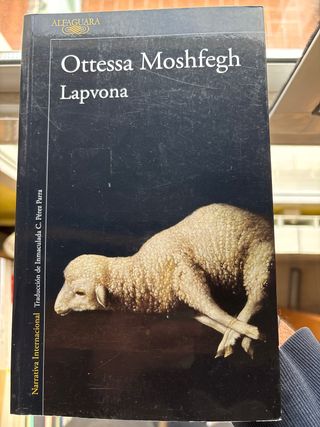 ALFAGUARA
Ottessa Moshfegh
Lapvona
Narrativa Internacional Traducción de Inmaculada C. Pérez Parra